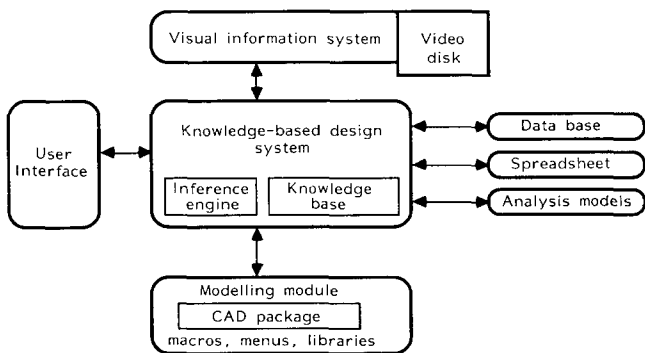 Visual information system
Video
disk
User
Interface
Knowledge-based design
system
Inference
engine
Knowledge
base
Data base
Spreadsheet
Analysis models
Modelling module
CAD package
macros, menus, libraries